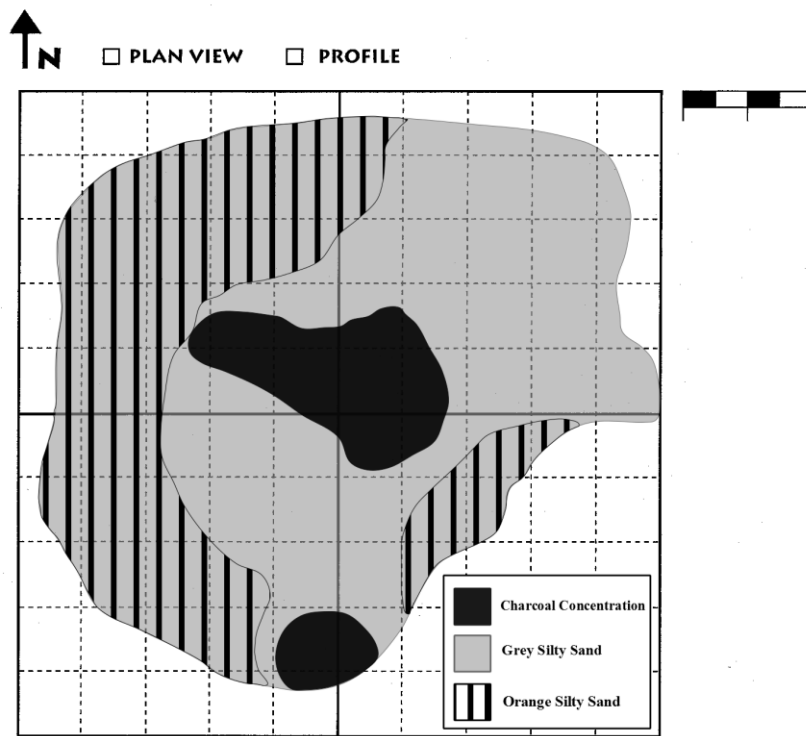 N
PLAN VIEW
PROFILE
Charcoal Concentration
Grey Silty Sand
Orange Silty Sand